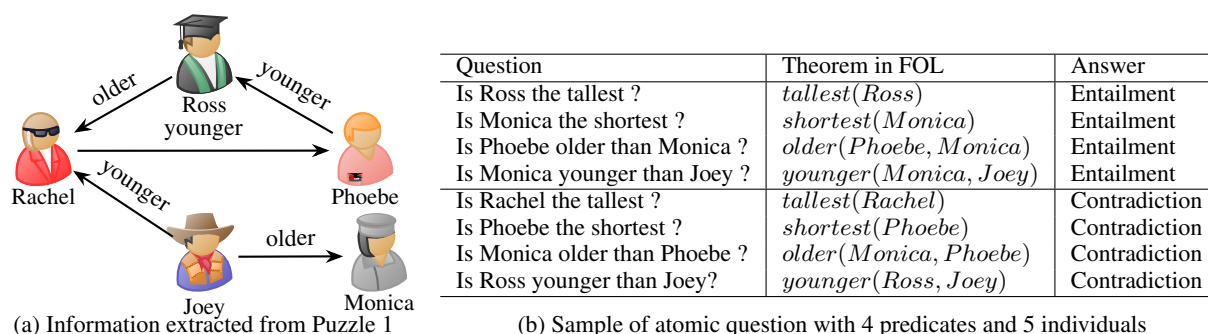 older
younger
Ross
younger
Rachel
Phoebe
younger
older
Joey
Monica
(a) Information extracted from Puzzle 1
Question Theorem in FOL Answer
Is Ross the tallest ? tallest(Ross) Entailment
Is Monica the shortest ? shortest(Monica) Entailment
Is Phoebe older than Monica ? older(Phoebe, Monica) Entailment
Is Monica younger than Joey ? younger(Monica, Joey) Entailment
Is Rachel the tallest ? tallest(Rachel) Contradiction
Is Phoebe the shortest ? shortest(Phoebe) Contradiction
Is Monica older than Phoebe ? older(Monica, Phoebe) Contradiction
Is Ross younger than Joey? younger(Ross, Joey) Contradiction
(b) Sample of atomic question with 4 predicates and 5 individuals